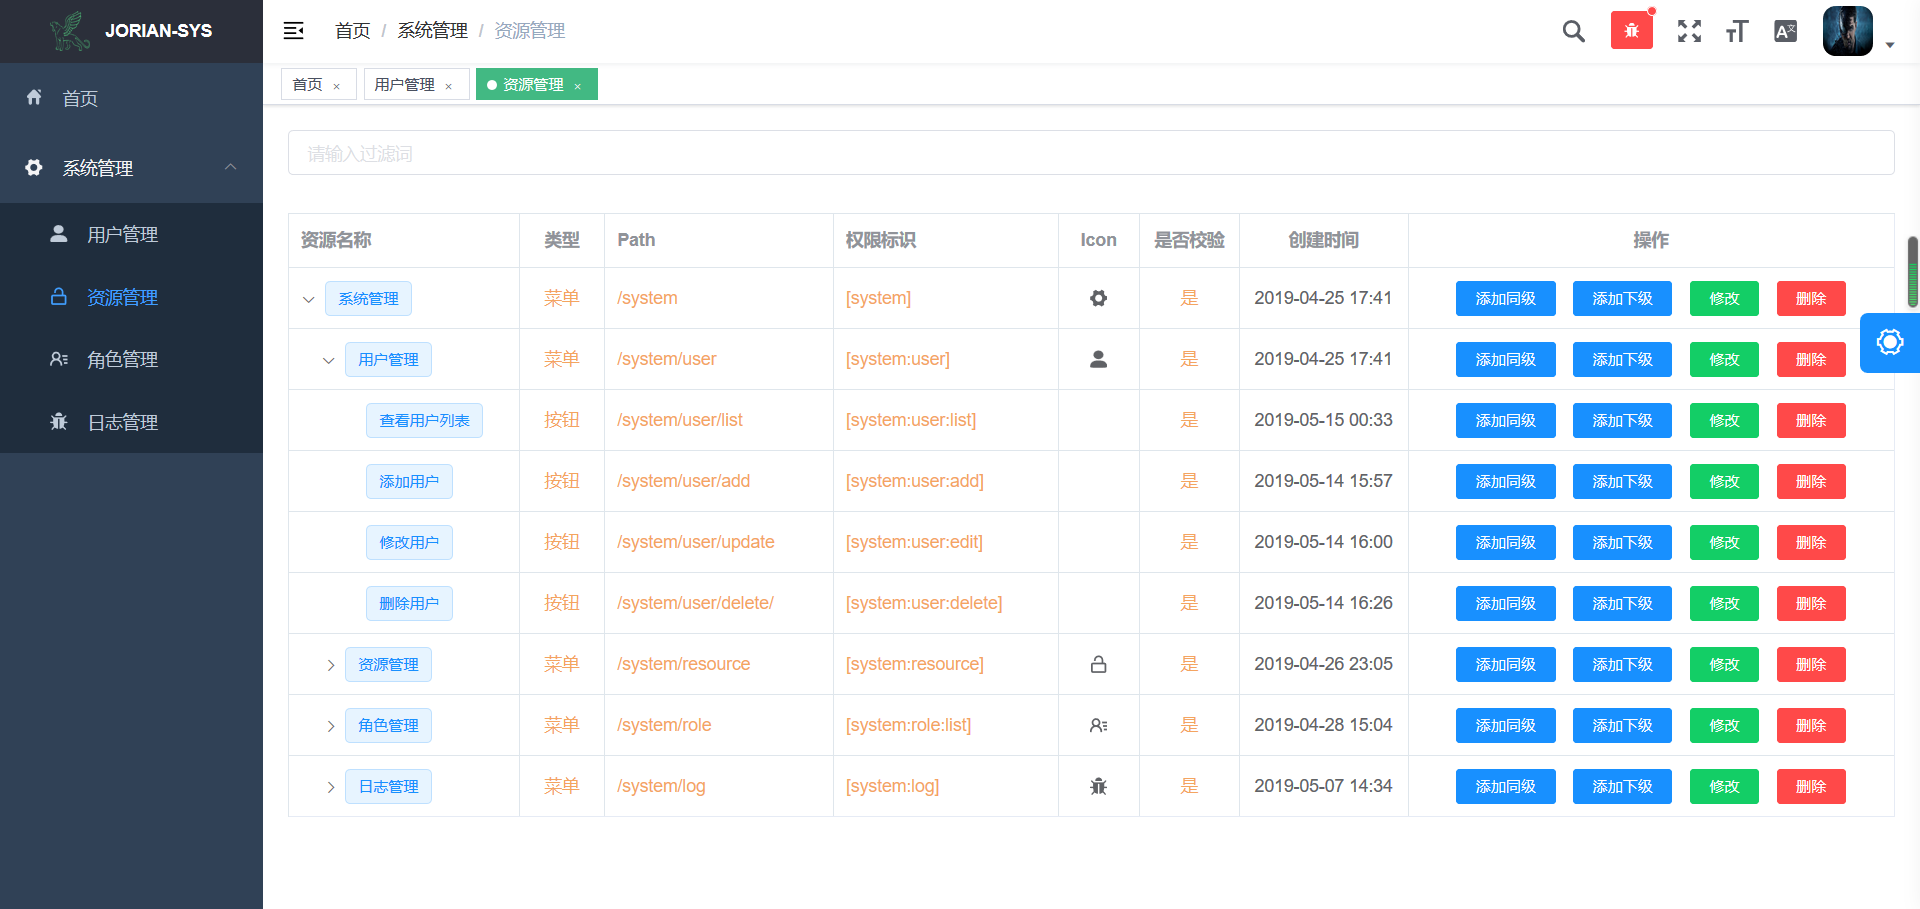 JORIAN-SYS
首页 / 系统管理 / 资源管理
首页 × 用户管理 × 资源管理 ×
首页
系统管理
用户管理
资源管理
角色管理
日志管理
请输入过滤词
资源名称 类型 Path 权限标识 Icon 是否校验 创建时间 操作
系统管理 菜单 /system [system] 是 2019-04-25 17:41 添加同级 添加下级 修改 删除
用户管理 菜单 /system/user [system:user] 是 2019-04-25 17:41 添加同级 添加下级 修改 删除
查看用户列表 按钮 /system/user/list [system:user:list] 是 2019-05-15 00:33 添加同级 添加下级 修改 删除
添加用户 按钮 /system/user/add [system:user:add] 是 2019-05-14 15:57 添加同级 添加下级 修改 删除
修改用户 按钮 /system/user/update [system:user:edit] 是 2019-05-14 16:00 添加同级 添加下级 修改 删除
删除用户 按钮 /system/user/delete/ [system:user:delete] 是 2019-05-14 16:26 添加同级 添加下级 修改 删除
资源管理 菜单 /system/resource [system:resource] 是 2019-04-26 23:05 添加同级 添加下级 修改 删除
角色管理 菜单 /system/role [system:role:list] 是 2019-04-28 15:04 添加同级 添加下级 修改 删除
日志管理 菜单 /system/log [system:log] 是 2019-05-07 14:34 添加同级 添加下级 修改 删除